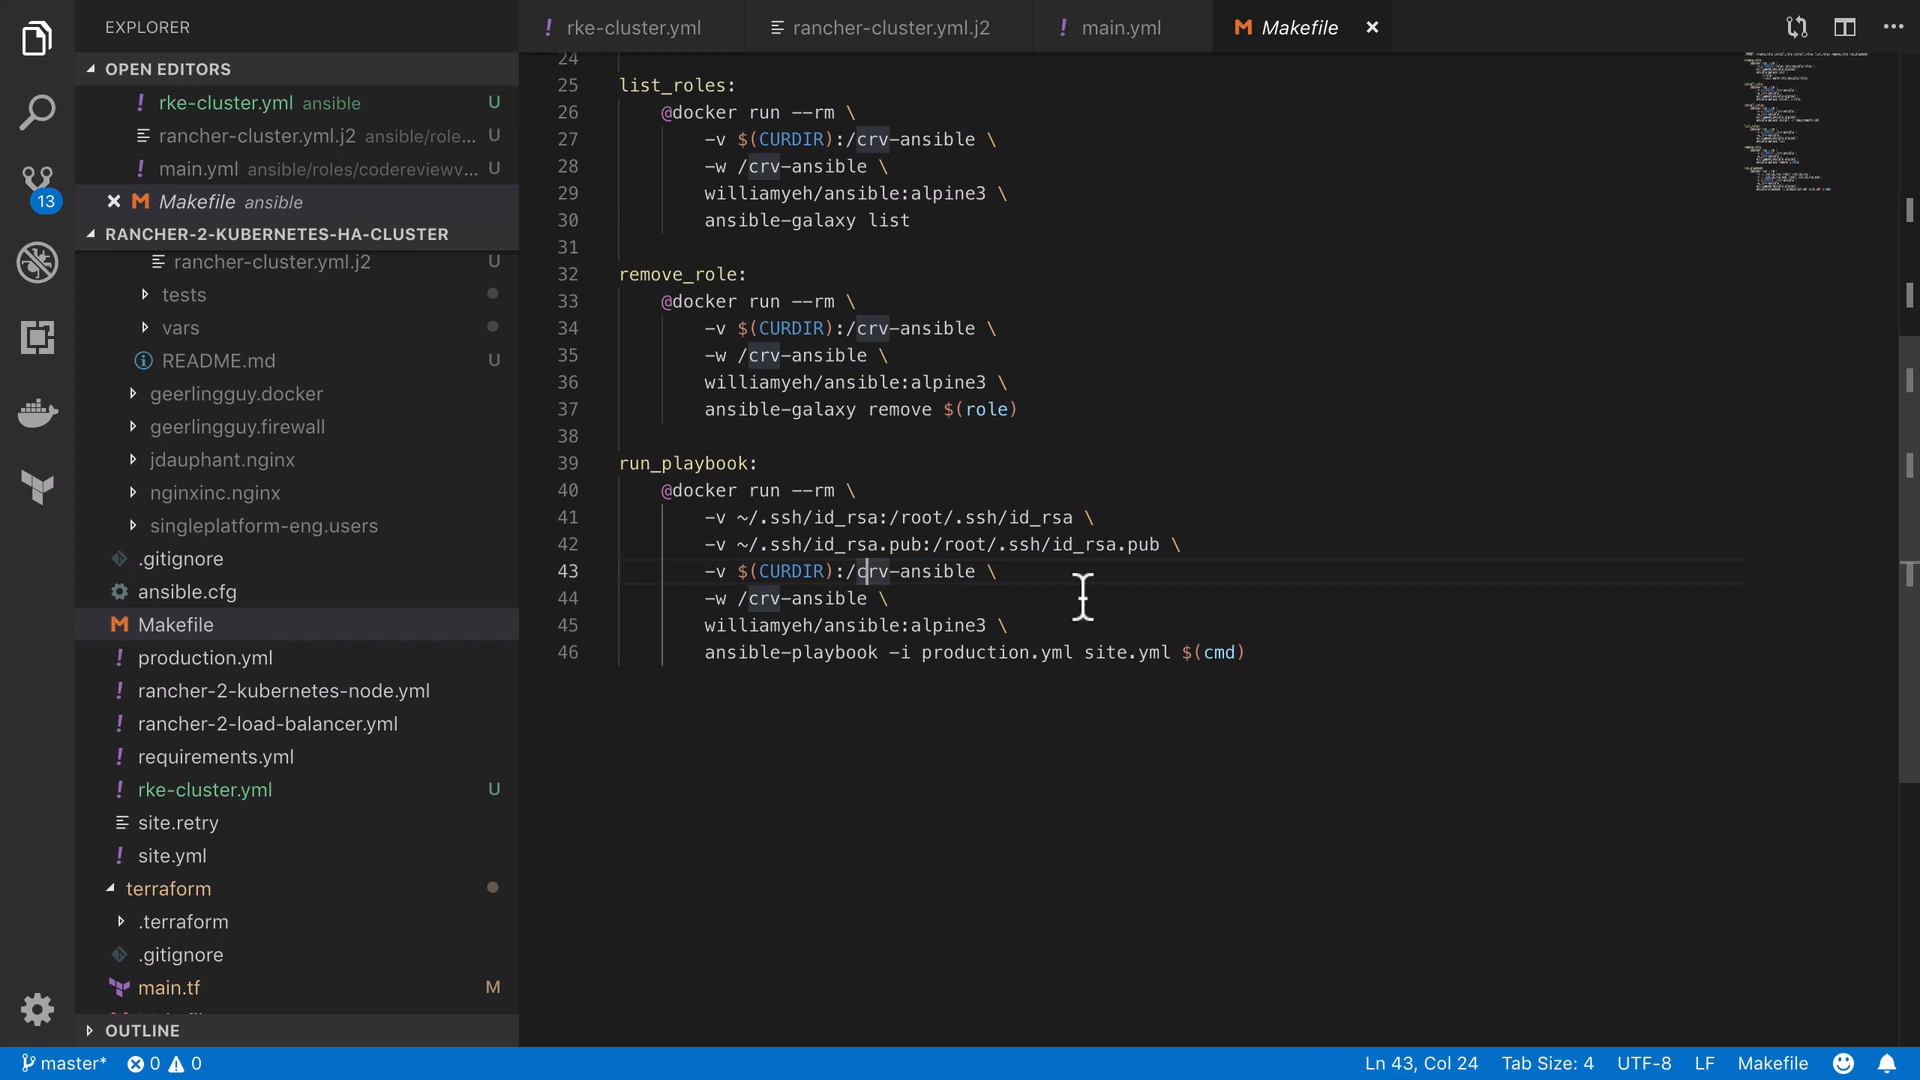 EXPLORER
OPEN EDITORS
! rke-cluster.yml ansible U
rancher-cluster.yml.j2 ansible/role... U
! main.yml ansible/roles/codereviewv... U
× M Makefile ansible
RANCHER-2-KUBERNETES-HA-CLUSTER
rancher-cluster.yml.j2 U
tests
vars
README.md U
geerlingguy.docker
geerlingguy.firewall
jdauphant.nginx
nginxinc.nginx
singleplatform-eng.users
.gitignore
ansible.cfg
M Makefile
! production.yml
! rancher-2-kubernetes-node.yml
! rancher-2-load-balancer.yml
! requirements.yml
! rke-cluster.yml U
site.retry
! site.yml
terraform
.terraform
.gitignore
main.tf M
OUTLINE
13
! rke-cluster.yml
rancher-cluster.yml.j2
! main.yml
M Makefile ×
24
25 list_roles:
26 @docker run --rm \
27 -v $(CURDIR):/crv-ansible \
28 -w /crv-ansible \
29 williamyeh/ansible:alpine3 \
30 ansible-galaxy list
31
32 remove_role:
33 @docker run --rm \
34 -v $(CURDIR):/crv-ansible \
35 -w /crv-ansible \
36 williamyeh/ansible:alpine3 \
37 ansible-galaxy remove $(role)
38
39 run_playbook:
40 @docker run --rm \
41 -v ~/.ssh/id_rsa:/root/.ssh/id_rsa \
42 -v ~/.ssh/id_rsa.pub:/root/.ssh/id_rsa.pub \
43 -v $(CURDIR):/crv-ansible \
44 -w /crv-ansible \
45 williamyeh/ansible:alpine3 \
46 ansible-playbook -i production.yml site.yml $(cmd)
master* 0 0 Ln 43, Col 24 Tab Size: 4 UTF-8 LF Makefile